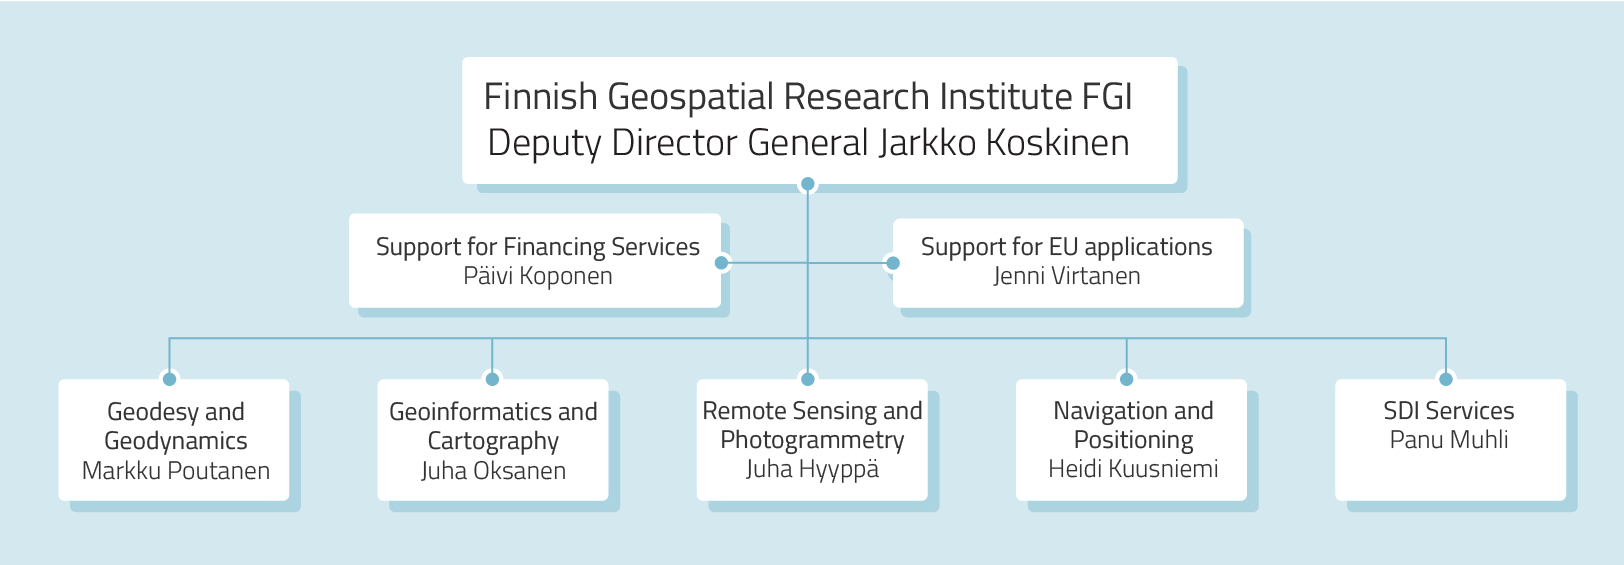 Finnish Geospatial Research Institute FGI
Deputy Director General Jarkko Koskinen
Support for Financing Services
Päivi Koponen
Support for EU applications
Jenni Virtanen
Geodesy and
Geodynamics
Markku Poutanen
Geoinformatics and
Cartography
Juha Oksanen
Remote Sensing and
Photogrammetry
Juha Hyyppä
Navigation and
Positioning
Heidi Kuusniemi
SDI Services
Panu Muhli